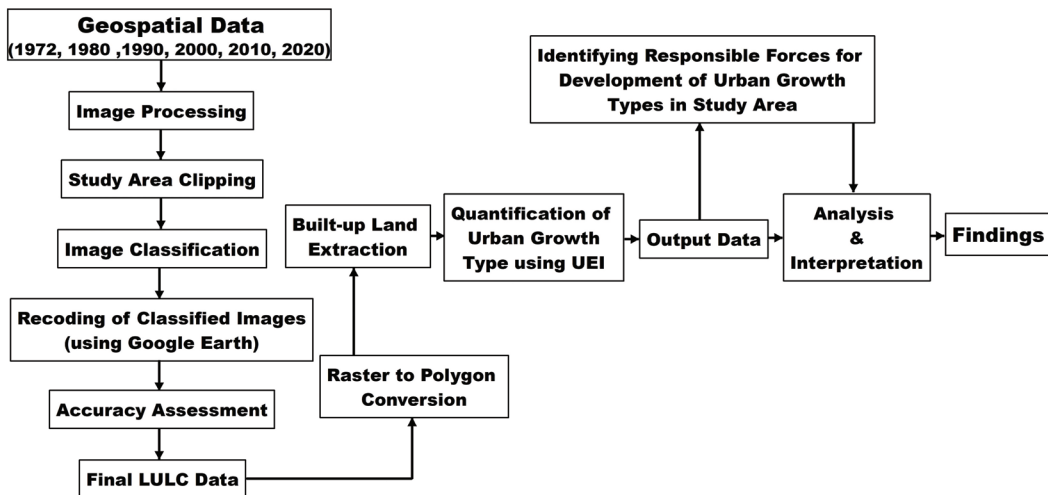 Geospatial Data
(1972, 1980 ,1990, 2000, 2010, 2020)
Image Processing
Study Area Clipping
Image Classification
Recoding of Classified Images
(using Google Earth)
Accuracy Assessment
Final LULC Data
Raster to Polygon
Conversion
Built-up Land
Extraction
Quantification of
Urban Growth
Type using UEI
Output Data
Identifying Responsible Forces for
Development of Urban Growth
Types in Study Area
Analysis
&
Interpretation
Findings